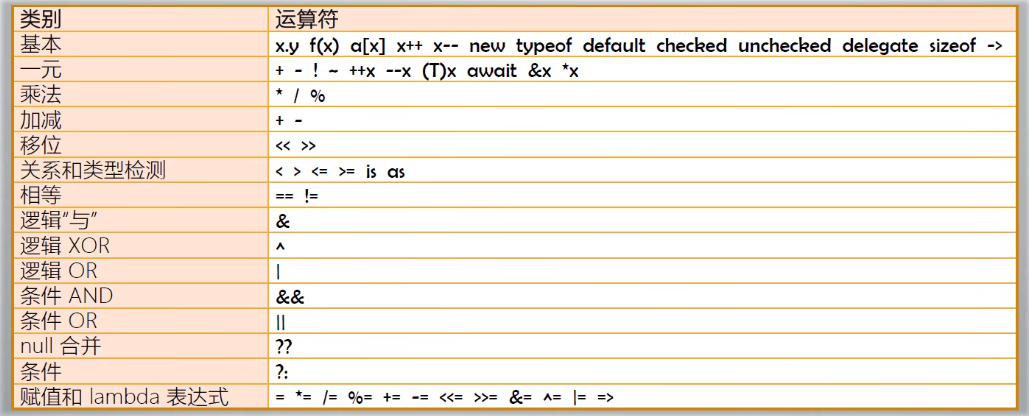 类别 运算符
基本 x.y f(x) a[x] x++ x-- new typeof default checked unchecked delegate sizeof ->
一元 + - ! ~ ++x --x (T)x await &x *x
乘法 * / %
加减 + -
移位 << >>
关系和类型检测 < > <= >= is as
相等 == !=
逻辑“与” &
逻辑 XOR ^
逻辑 OR |
条件 AND &&
条件 OR ||
null 合并 ??
条件 ?:
赋值和 lambda 表达式 = *= /= %= += -= <<= >>= &= ^= |= =>